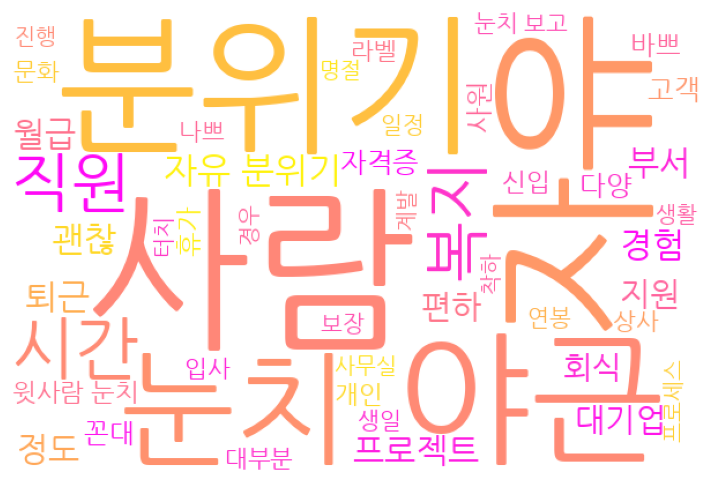 진행
분위기
눈치 보고
바쁘
문화
명절
라벨
고객
월급
나쁘
일정
사원
직원
자유 분위기
자격증
복지
신입
다양
부서
괜찮
터치
휴가
경우
사람
계발
착하
생활
경험
퇴근
보장
편하
연봉
상사
지원
시간
눈치
야근
윗사람 눈치
입사
사무실
개인
회식
프로세스
정도
꼰대
대부분
생일
프로젝트
대기업